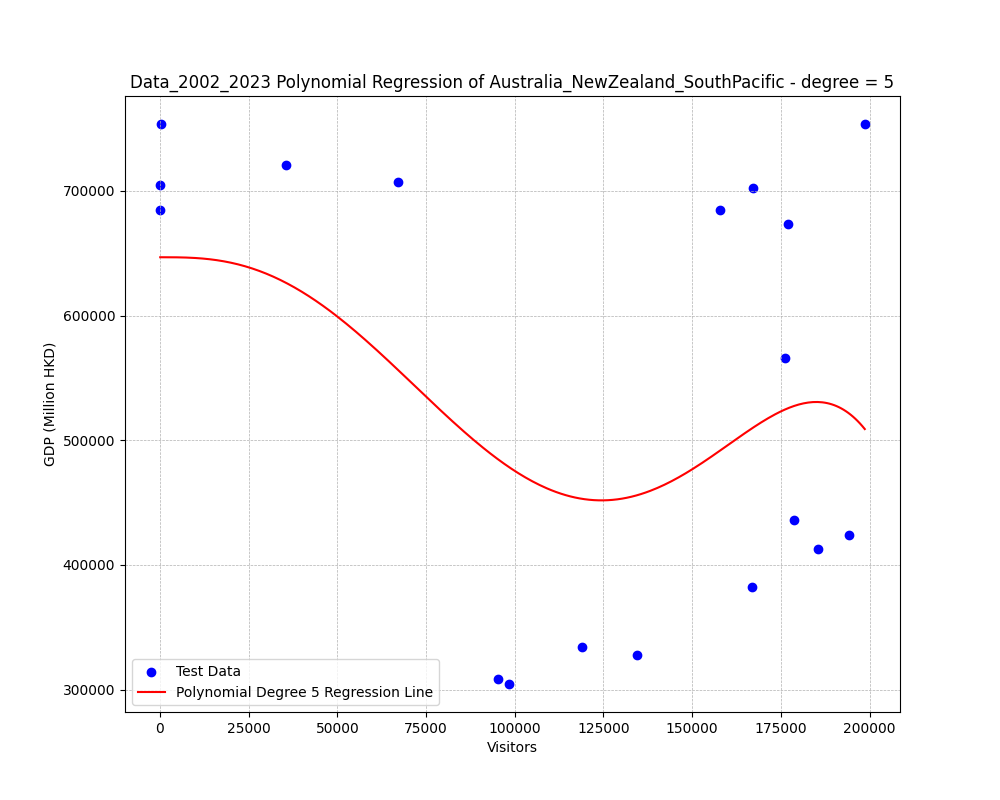 Data_2002_2023 Polynomial Regression of Australia_NewZealand_SouthPacific - degree = 5
GDP (Million HKD)
700000
600000
500000
400000
300000
Test Data
Polynomial Degree 5 Regression Line
0 25000 50000 75000 100000 125000 150000 175000 200000
Visitors